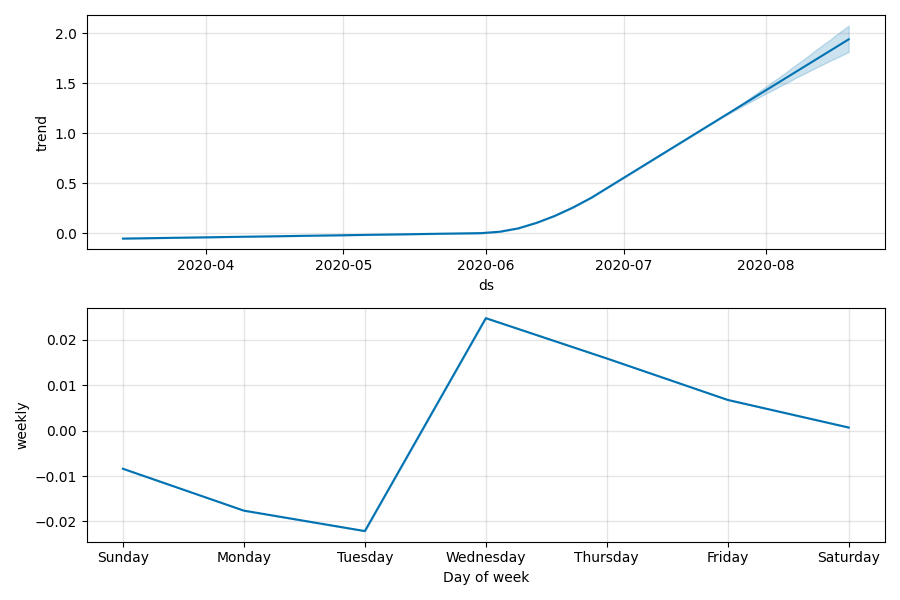 2.0
1.5
1.0
0.5
0.0
trend
2020-04 2020-05 2020-06 2020-07 2020-08
ds
0.02
0.01
0.00
−0.01
−0.02
weekly
Sunday Monday Tuesday Wednesday Thursday Friday Saturday
Day of week